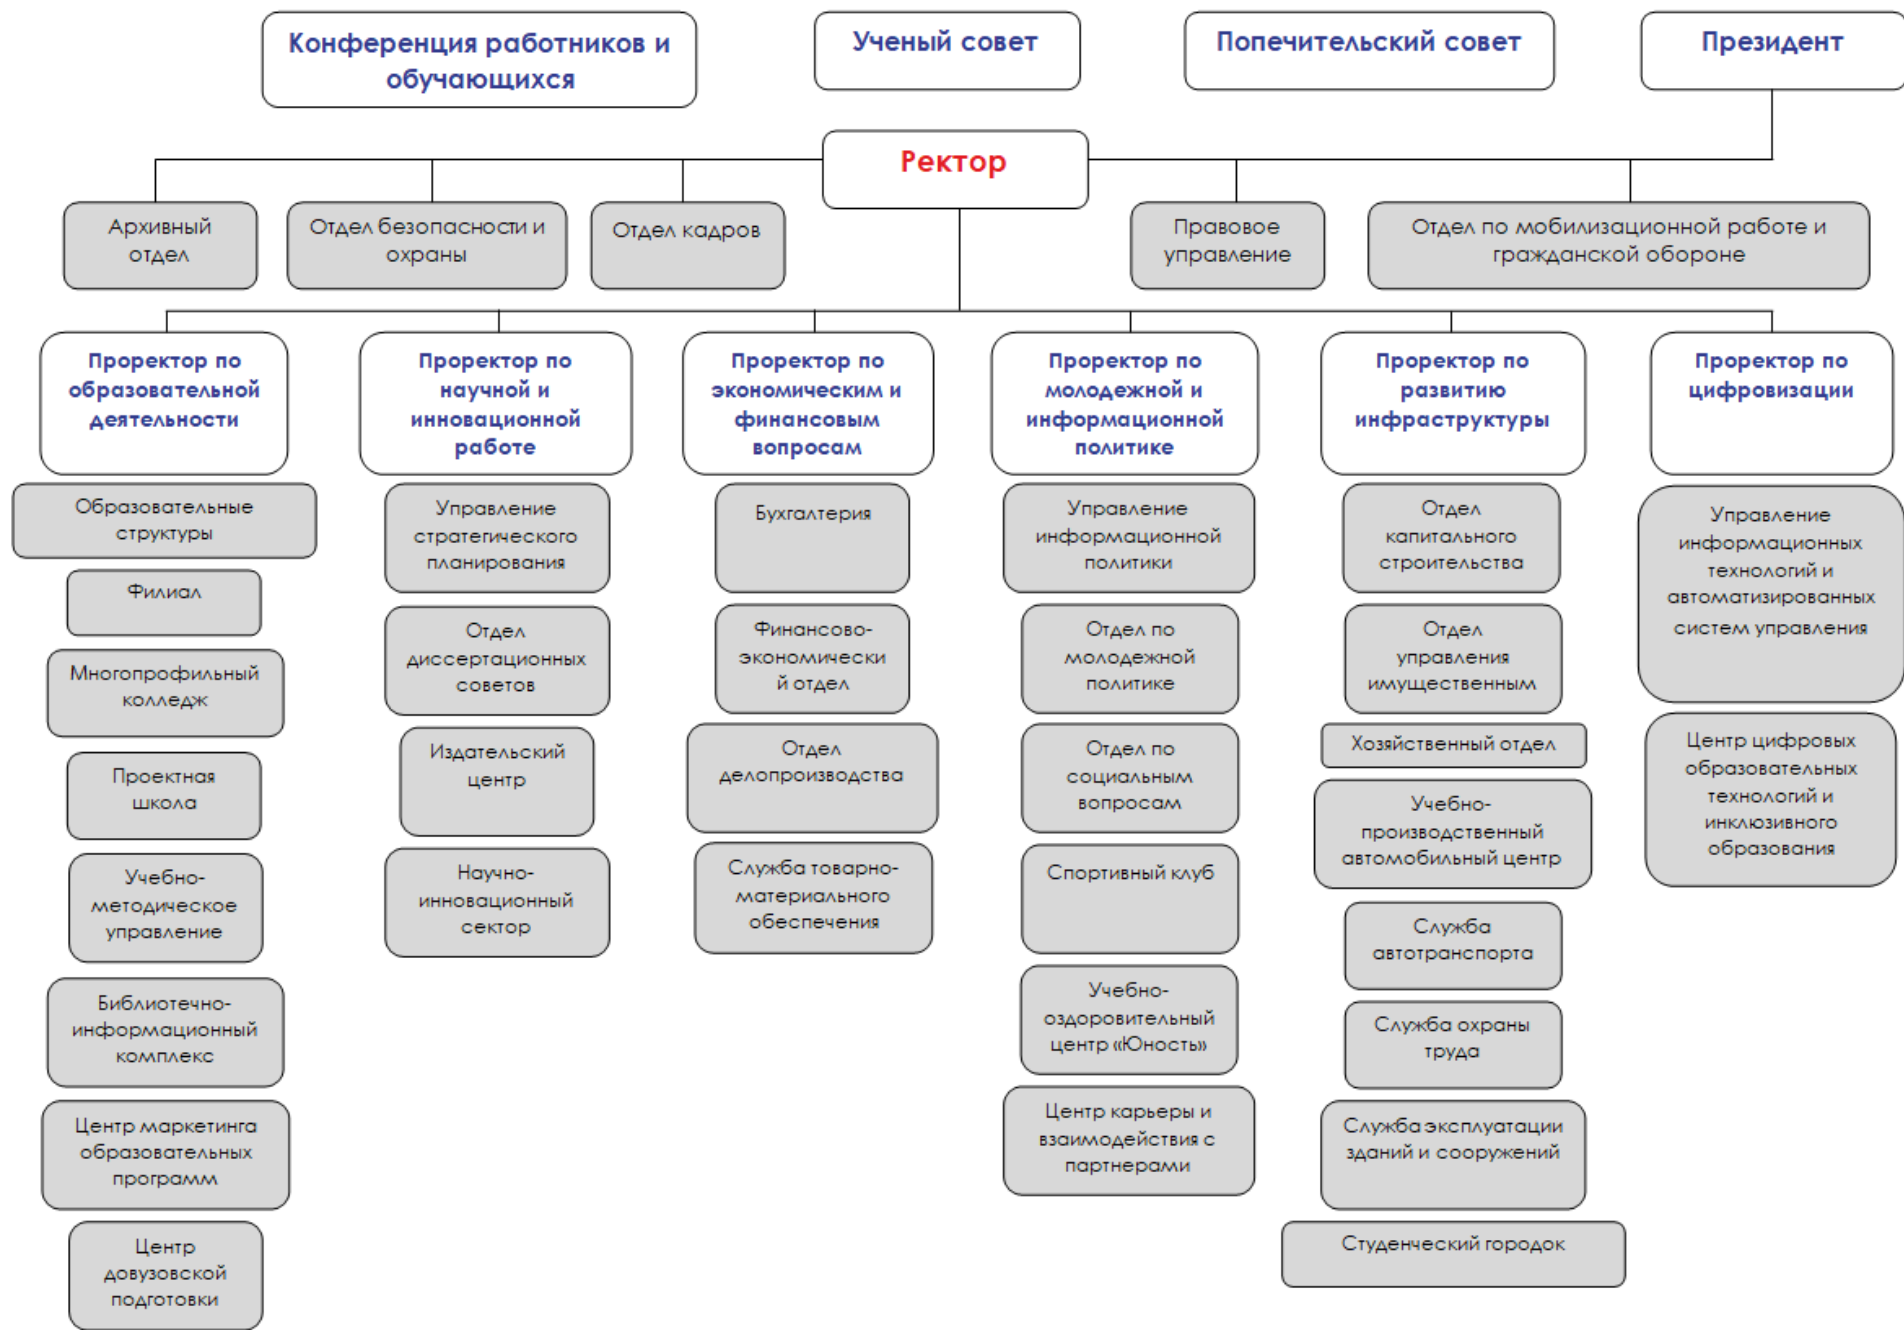 Конференция работников и
обучающихся
Ученый совет
Попечительский совет
Президент
Ректор
Архивный
отдел
Отдел безопасности и
охраны
Отдел кадров
Правовое
управление
Отдел по мобилизационной работе и
гражданской обороне
Проректор по
образовательной
деятельности
Проректор по
научной и
инновационной
работе
Проректор по
экономическим и
финансовым
вопросам
Проректор по
молодежной и
информационной
политике
Проректор по
развитию
инфраструктуры
Проректор по
цифровизации
Образовательные
структуры
Филиал
Многопрофильный
колледж
Проектная
школа
Учебно-
методическое
управление
Библиотечно-
информационный
комплекс
Центр маркетинга
образовательных
программ
Центр
довузовской
подготовки
Управление
стратегического
планирования
Отдел
диссертационных
советов
Издательский
центр
Научно-
инновационный
сектор
Бухгалтерия
Финансово-
экономически
й отдел
Отдел
делопроизводства
Служба товарно-
материального
обеспечения
Управление
информационной
политики
Отдел по
молодежной
политике
Отдел по
социальным
вопросам
Спортивный клуб
Учебно-
оздоровительный
центр «Юность»
Центр карьеры и
взаимодействия с
партнерами
Отдел
капитального
строительства
Отдел
управления
имущественным
Хозяйственный отдел
Учебно-
производственный
автомобильный центр
Служба
автотранспорта
Служба охраны
труда
Служба эксплуатации
зданий и сооружений
Студенческий городок
Управление
информационных
технологий и
автоматизированных
систем управления
Центр цифровых
образовательных
технологий и
инклюзивного
образования